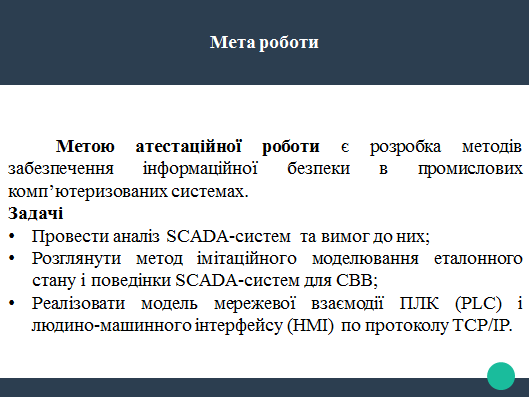 Мета роботи
Метою атестаційної роботи є розробка методів
забезпечення інформаційної безпеки в промислових
комп’ютеризованих системах.
Задачі
• Провести аналіз SCADA-систем та вимог до них;
• Розглянути метод імітаційного моделювання еталонного
стану і поведінки SCADA-систем для СВВ;
• Реалізовати модель мережевої взаємодії ПЛК (PLC) і
людино-машинного інтерфейсу (HMI) по протоколу TCP/IP.